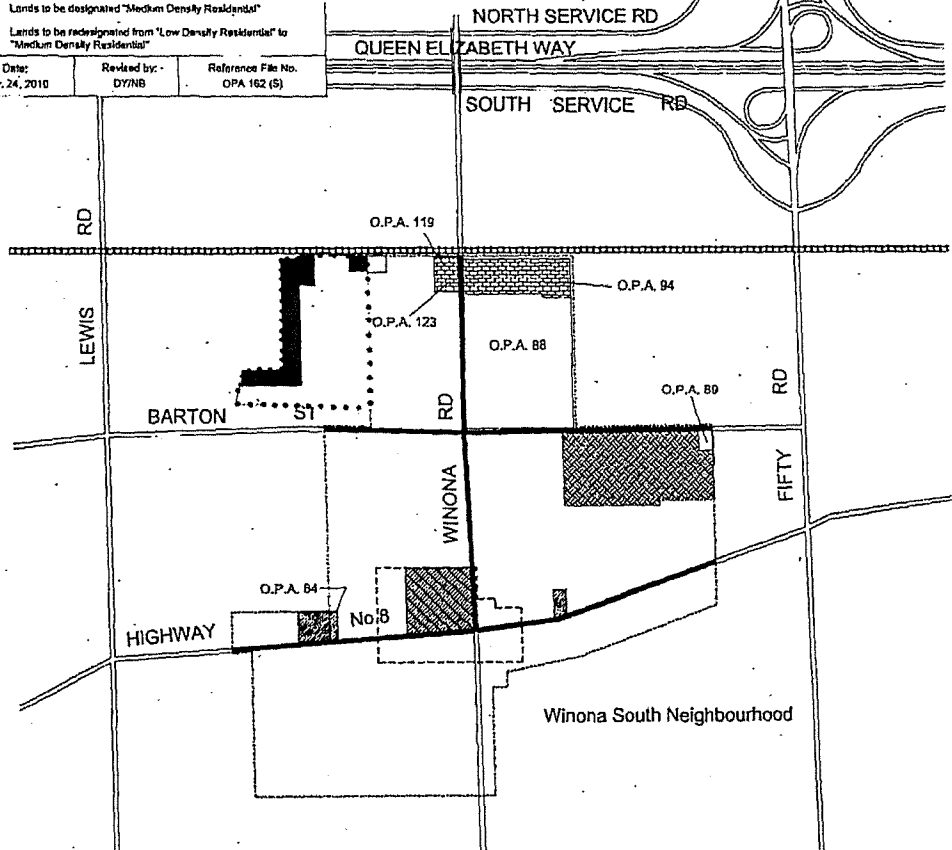 Lands to be designated "Medium Density Residential"
Lands to be redesignated from "Low Density Residential" to
"Medium Density Residential"
Date:
24, 2010
Revised by: -
DY/NB
Reference File No.
OPA 162 (S)
NORTH SERVICE RD
QUEEN ELIZABETH WAY
SOUTH SERVICE RD
LEWIS RD
O.P.A. 119
O.P.A. 94
O.P.A. 123
O.P.A. 88
O.P.A. 89
BARTON ST
WINONA RD
FIFTY RD
O.P.A. 84
HIGHWAY No 8
Winona South Neighbourhood